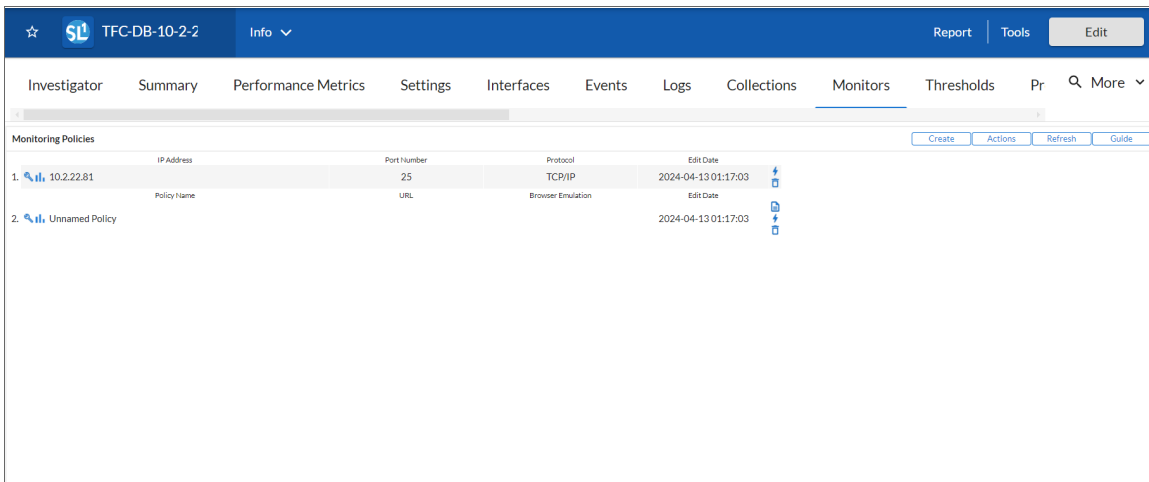 SL1 TFC-DB-10-2-2 Info Report Tools Edit
Investigator Summary Performance Metrics Settings Interfaces Events Logs Collections Monitors Thresholds Pr More
Monitoring Policies Create Actions Refresh Guide
IP Address Port Number Protocol Edit Date
1. 10.2.22.81 25 TCP/IP 2024-04-13 01:17:03
Policy Name URL Browser Emulation Edit Date
2. Unnamed Policy 2024-04-13 01:17:03